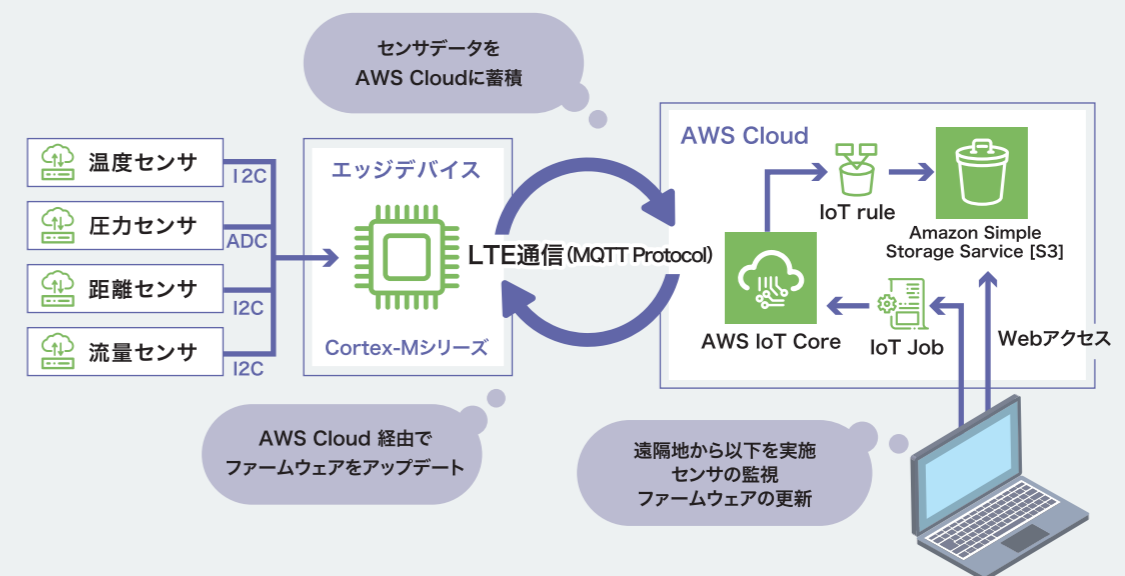 センサデータを
AWS Cloudに蓄積
温度センサ
I2C
圧力センサ
ADC
距離センサ
I2C
流量センサ
I2C
エッジデバイス
Cortex-Mシリーズ
LTE通信(MQTT Protocol)
AWS Cloud
IoT rule
Amazon Simple
Storage Sarvice [S3]
AWS IoT Core
IoT Job
Webアクセス
AWS Cloud 経由で
ファームウェアをアップデート
遠隔地から以下を実施
センサの監視
ファームウェアの更新